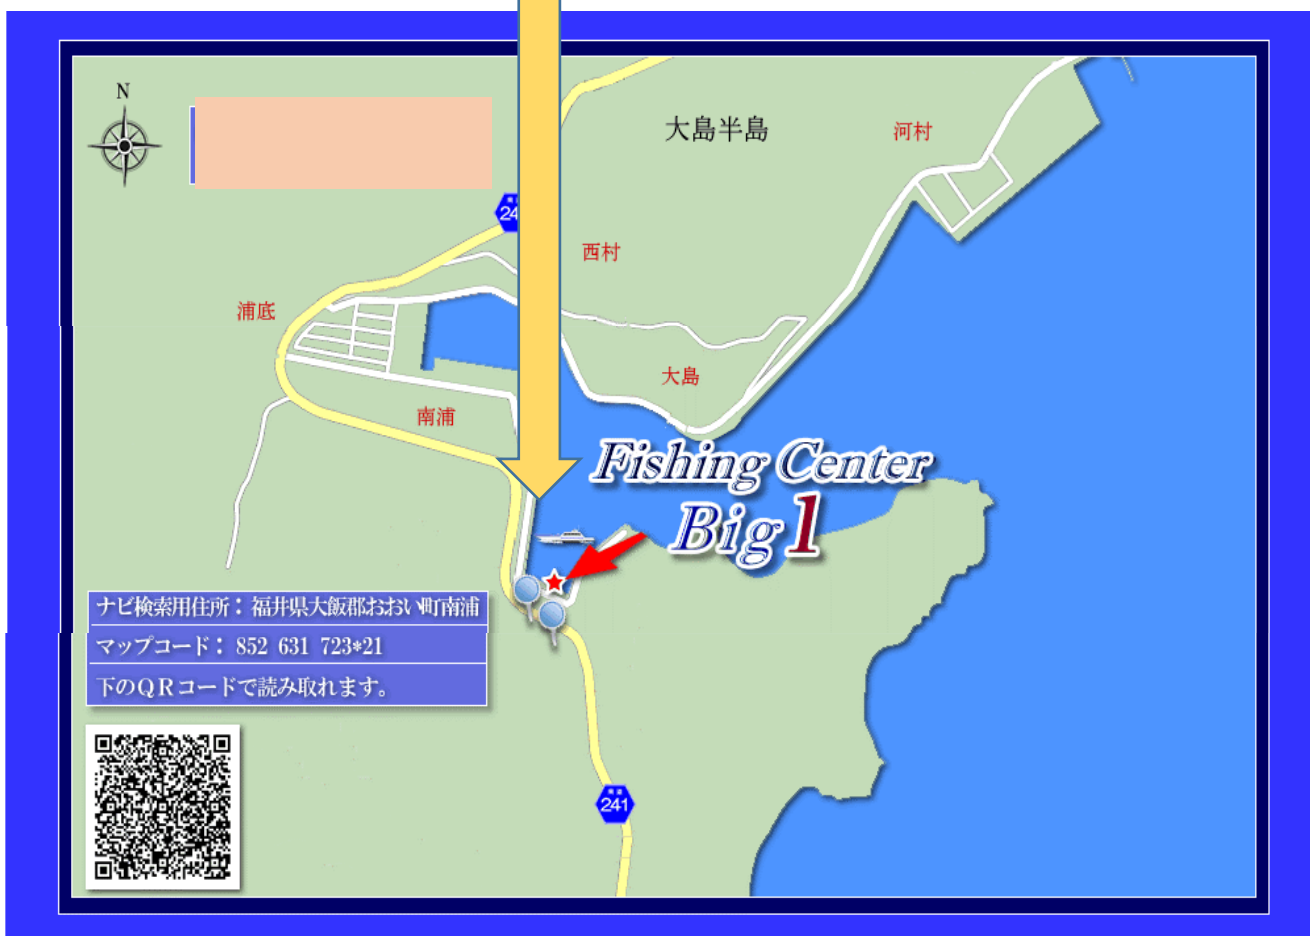 N
大島半島
河村
24
西村
浦底
大島
南浦
Fishing Center
Big 1
ナビ検索用住所：福井県大飯郡おおい町南浦
マップコード：852 631 723*21
下のQRコードで読み取れます。
241